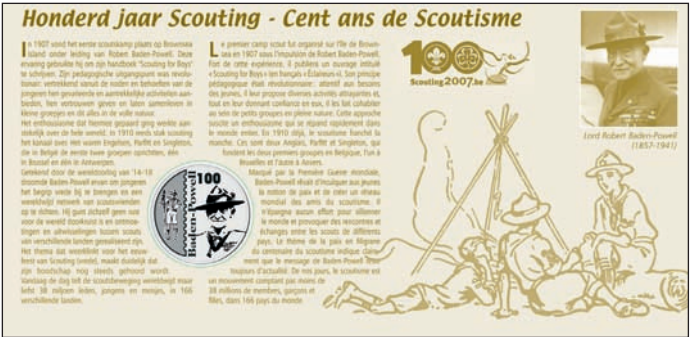 Honderd jaar Scouting - Cent ans de Scoutisme
In 1907 vond het eerste scoutskamp plaats op Brownsea
Island onder leiding van Robert Baden-Powell. Deze
ervaring gebruikte hij om zijn handboek 'Scouting for Boys'
te schrijven. Zijn pedagogische uitgangspunt was revolu-
tionair: vertrekkend vanuit de noden en behoeften van de
jongeren hen gevarieerde en aantrekkelijke activiteiten aan-
bieden, hen vertrouwen geven en laten samenleven in
kleine groepjes en dit alles in de volle natuur.
Het enthousiasme dat hiermee gepaard ging werkte aan-
stekelijk over de hele wereld. In 1910 reeds stak scouting
het kanaal over. Het waren Engelsen, Parfitt en Singleton,
die in België de eerste twee groepen oprichtten, één
in Brussel en één in Antwerpen.
Getekend door de wereldoorlog van '14-18
droomde Baden-Powell ervan om jongeren
het begrip vrede bij te brengen en een
wereldwijd netwerk van scoutsvrienden
op te richten. Hij gunt zichzelf geen rust
voor de wereld doorkruist is en ontmoe-
tingen en uitwisselingen tussen scouts
van verschillende landen gerealiseerd zijn.
Het thema dat weerklinkt voor het eeuw-
feest van Scouting (vrede), maakt duidelijk dat
zijn boodschap nog steeds gehoord wordt.
Vandaag de dag telt de scoutsbeweging wereldwijd maar
liefst 38 miljoen leden, jongens en meisjes, in 166
verschillende landen.
Le premier camp scout fut organisé sur l'île de Brown-
sea en 1907 sous l'impulsion de Robert Baden-Powell.
Fort de cette expérience, il publiera un ouvrage intitulé
« Scouting for Boys » (en français « Éclaireurs »). Son principe
pédagogique était révolutionnaire: attentif aux besoins
des jeunes, il leur propose diverses activités attrayantes et,
tout en leur donnant confiance en eux, il les fait cohabiter
au sein de petits groupes en pleine nature. Cette approche
suscite un enthousiasme qui se répand rapidement dans
le monde entier. En 1910 déjà, le scoutisme franchit la
manche. Ces sont deux Anglais, Parfitt et Singleton, qui
fondent les deux premiers groupes en Belgique, l'un à
Bruxelles et l'autre à Anvers.
Marqué par la Première Guerre mondiale,
Baden-Powell rêvait d'inculquer aux jeunes
la notion de paix et de créer un réseau
mondial des amis du scoutisme. Il
n'épargna aucun effort pour sillonner
le monde et provoquer des rencontres et
échanges entre les scouts de différents
pays. Le thème de la paix en filigrane
du centenaire du scoutisme indique claire-
ment que le message de Baden-Powell
toujours d'actualité. De nos jours, le scoutisme est
un mouvement comptant pas moins de
38 millions de membres, garçons et
filles, dans 166 pays du monde
100
Baden-Powell
100
Scouting2007.be
Lord Robert Baden-Powell
(1857-1941)